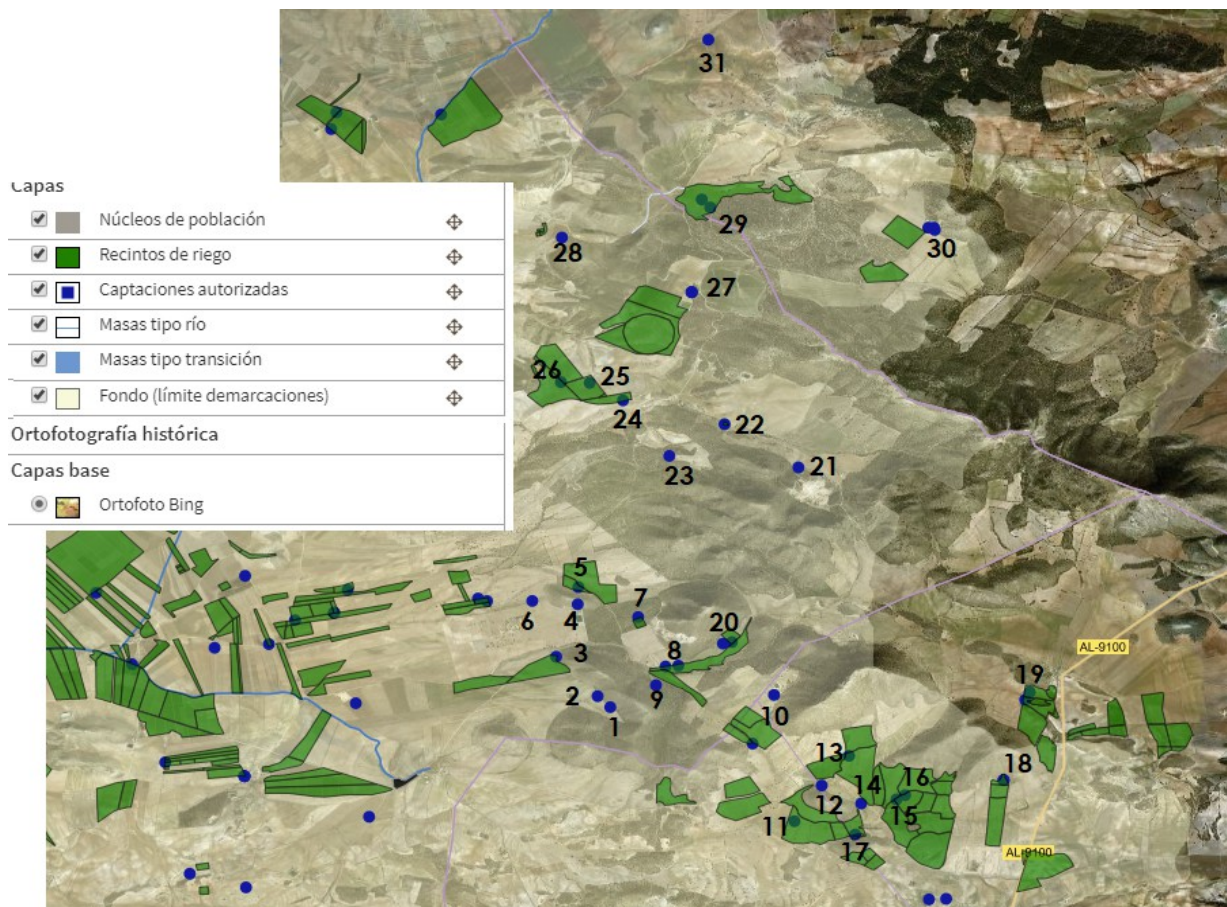 31
Capas
Núcleos de población
Recintos de riego
Captaciones autorizadas
Masas tipo río
Masas tipo transición
Fondo (límite demarcaciones)
Ortofotografía histórica
Capas base
Ortofoto Bing
29
28
30
27
26
25
24
22
23
21
5
7
6
4
20
3
8
AL-9100
9
19
2
10
1
13
18
16
14
12
15
11
17
AL-9100